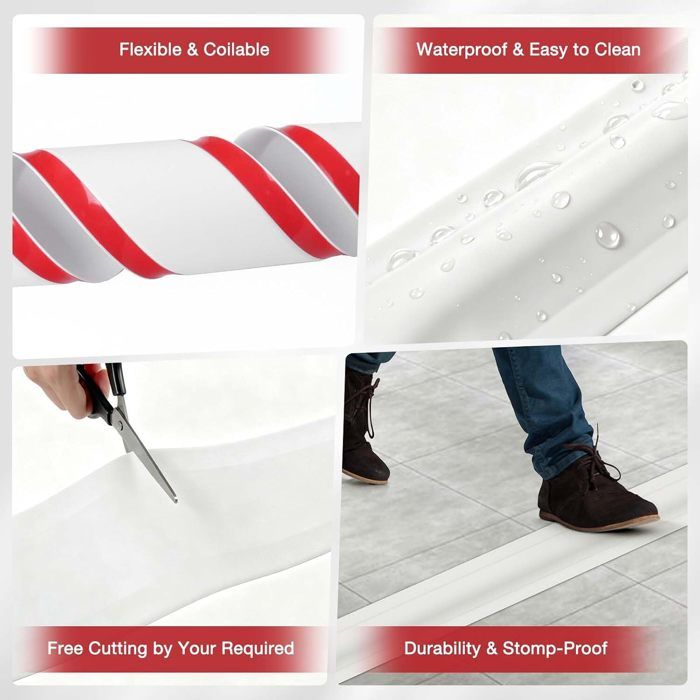 Flexible & Coilable
Waterproof & Easy to Clean
Free Cutting by Your Required
Durability & Stomp-Proof